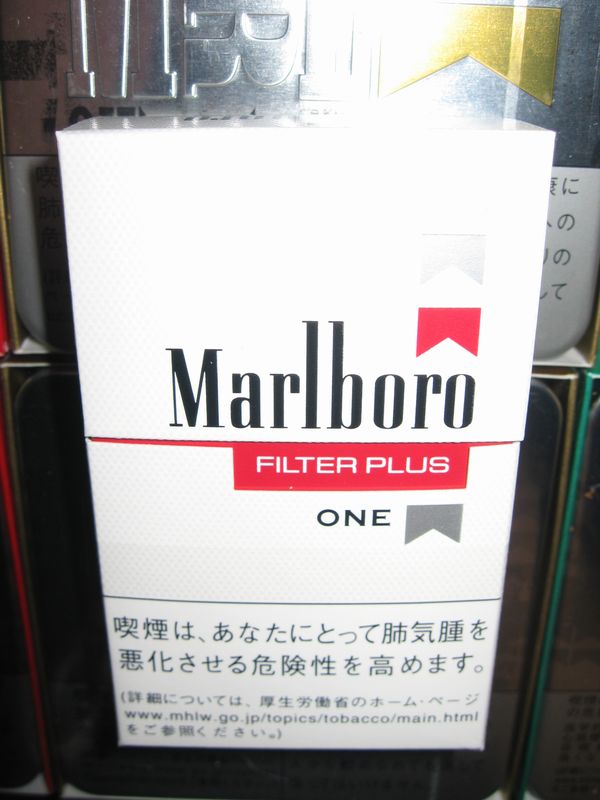 Marlboro
FILTER PLUS
ONE
喫煙は、あなたにとって肺気腫を
悪化させる危険性を高めます。
(詳細については、厚生労働省のホーム・ページ
www.mhlw.go.jp/topics/tobacco/main.html
をご参照ください。)